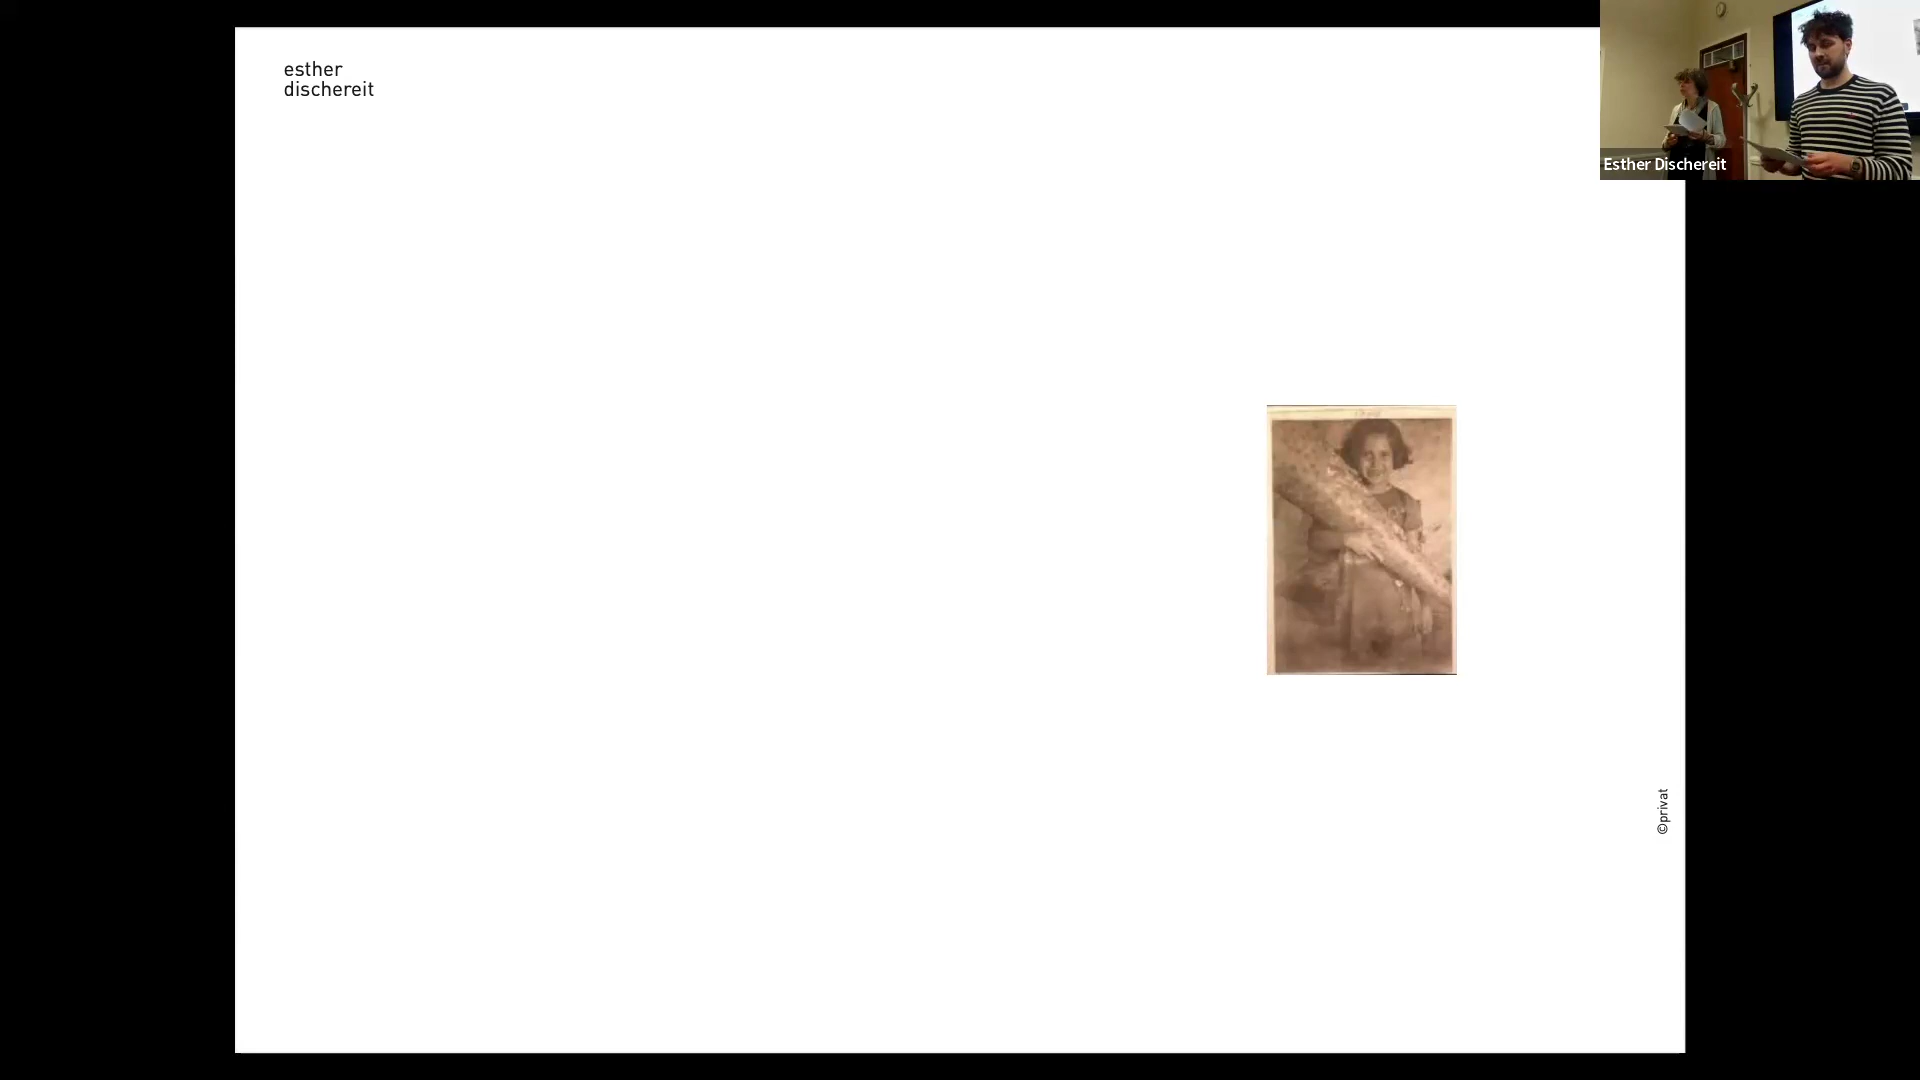 esther
dischereit
Esther Dischereit
©privat